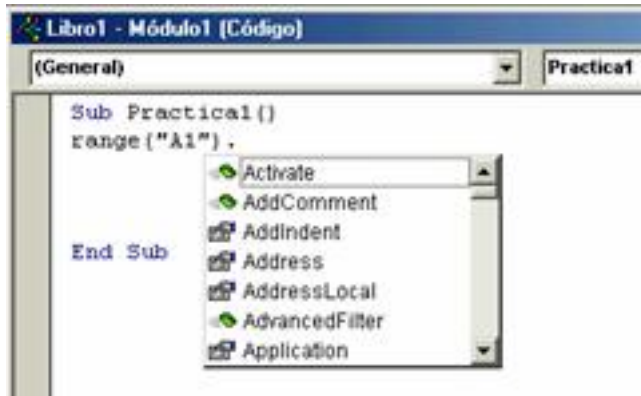 Libro1 - Módulo1 (Código)
(General) Practica1
Sub Practica1()
range("A1").
Activate
AddComment
AddIndent
Address
AddressLocal
AdvancedFilter
Application
End Sub